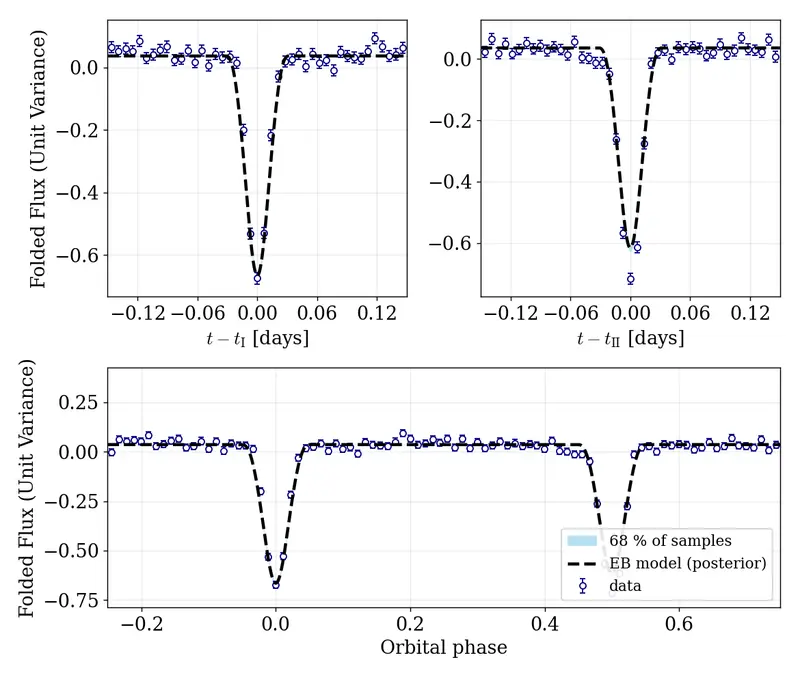 Folded Flux (Unit Variance)
0.0
−0.2
−0.4
−0.6
−0.12 −0.06 0.00 0.06 0.12
t − tI [days]
0.0
−0.2
−0.4
−0.6
−0.12 −0.06 0.00 0.06 0.12
t − tII [days]
Folded Flux (Unit Variance)
0.25
0.00
−0.25
−0.50
−0.75
68 % of samples
EB model (posterior)
data
−0.2 0.0 0.2 0.4 0.6
Orbital phase